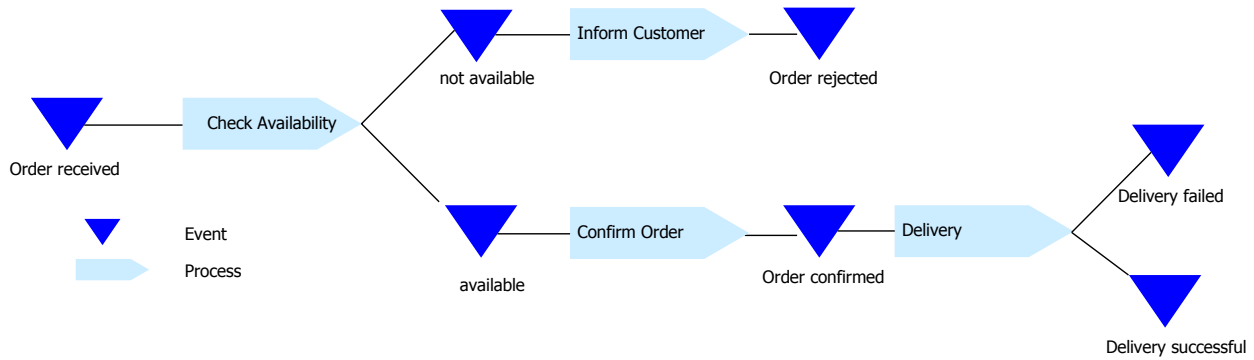 Inform Customer
not available
Order rejected
Check Availability
Order received
Delivery failed
Event
Confirm Order
Delivery
Process
available
Order confirmed
Delivery successful